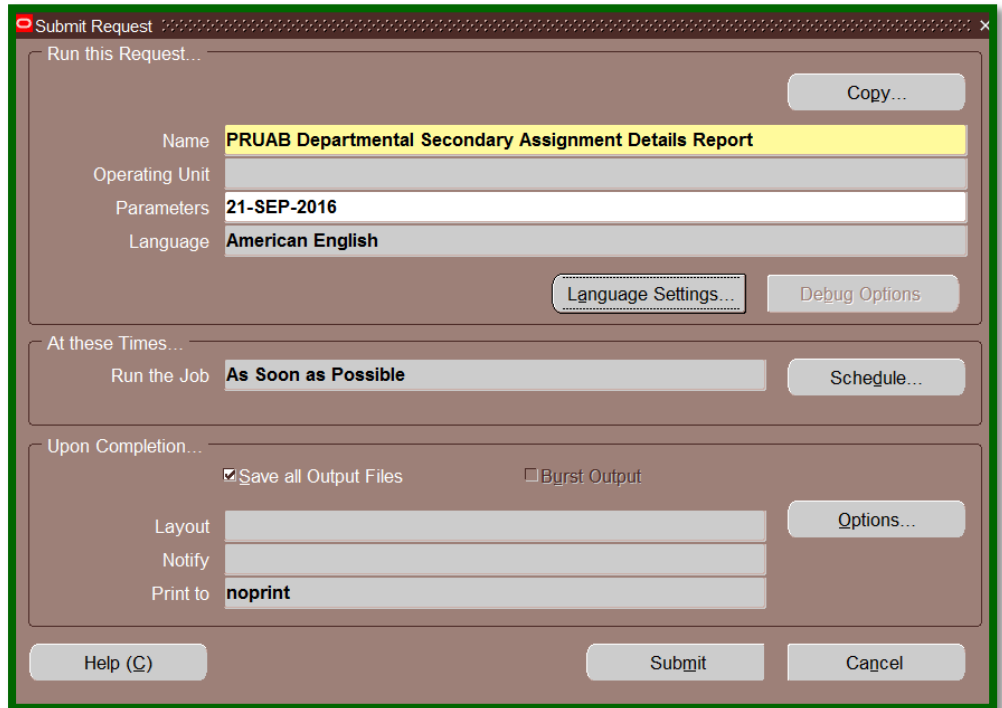 Submit Request
Run this Request...
Copy...
Name PRUAB Departmental Secondary Assignment Details Report
Operating Unit
Parameters 21-SEP-2016
Language American English
Language Settings... Debug Options
At these Times...
Run the Job As Soon as Possible Schedule...
Upon Completion...
Save all Output Files Burst Output
Layout Options...
Notify
Print to noprint
Help (C) Submit Cancel